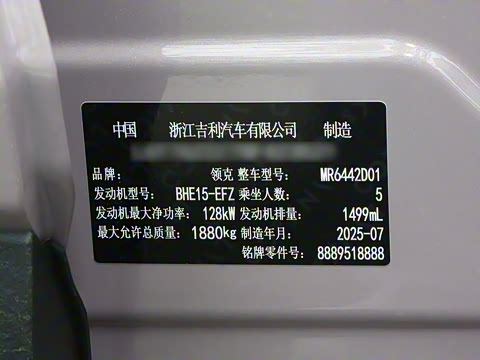 中国 浙江吉利汽车有限公司 制造
品牌： 领克 整车型号： MR6442D01
发动机型号： BHE15-EFZ 乘坐人数： 5
发动机最大净功率： 128kW 发动机排量： 1499mL
最大允许总质量： 1880kg 制造年月： 2025-07
铭牌零件号： 8889518888